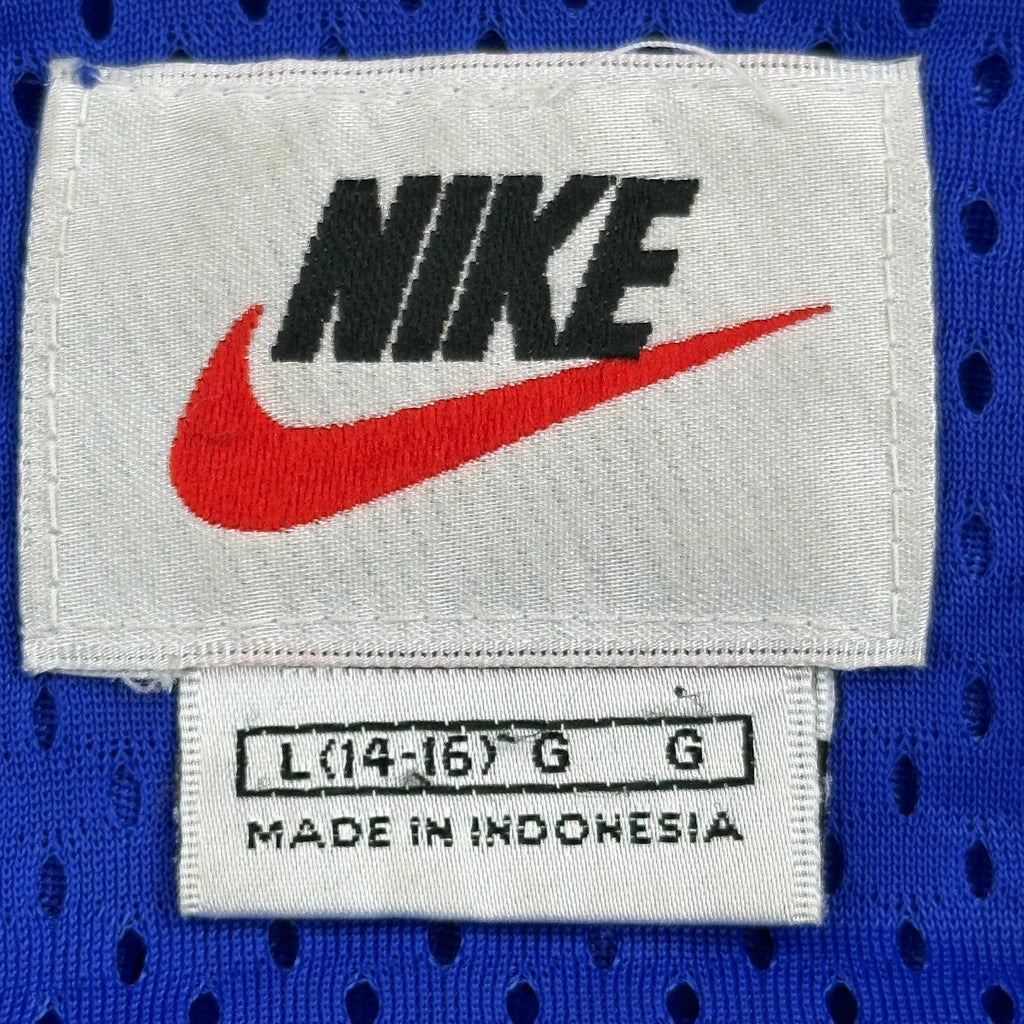 NIKE
L(14-16) G G
MADE IN INDONESIA